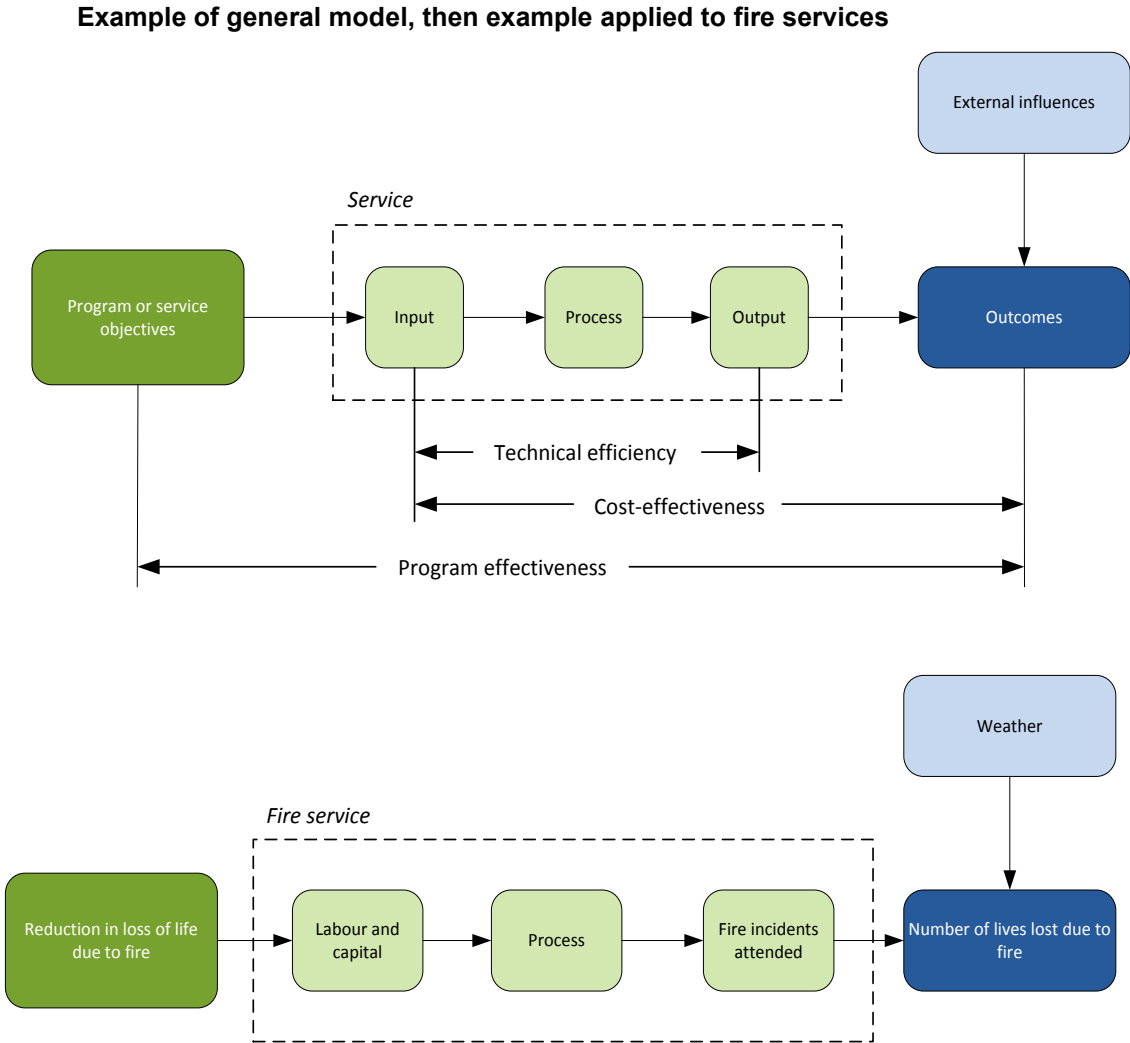 Example of general model, then example applied to fire services
External influences
Service
Program or service
objectives
Input
Process
Output
Outcomes
Technical efficiency
Cost-effectiveness
Program effectiveness
Weather
Fire service
Reduction in loss of life
due to fire
Labour and
capital
Process
Fire incidents
attended
Number of lives lost due to
fire